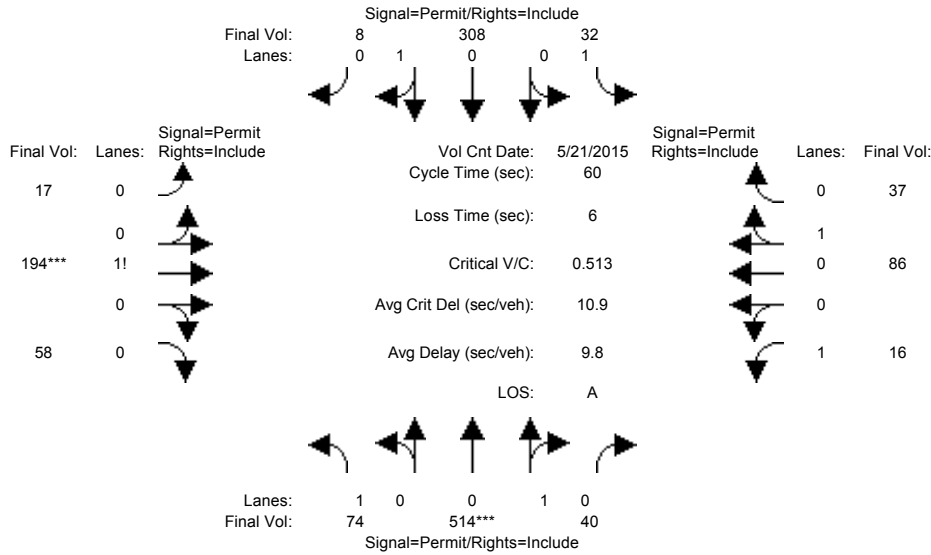 Signal=Permit/Rights=Include
Final Vol: 8 308 32
Lanes: 0 1 0 0 1
Signal=Permit Signal=Permit
Final Vol: Lanes: Rights=Include Vol Cnt Date: 5/21/2015 Rights=Include Lanes: Final Vol:
Cycle Time (sec): 60
17 0 0 37
Loss Time (sec): 6
0 1
194*** 1! Critical V/C: 0.513 0 86
0 Avg Crit Del (sec/veh): 10.9 0
58 0 Avg Delay (sec/veh): 9.8 1 16
LOS: A
Lanes: 1 0 0 1 0
Final Vol: 74 514*** 40
Signal=Permit/Rights=Include